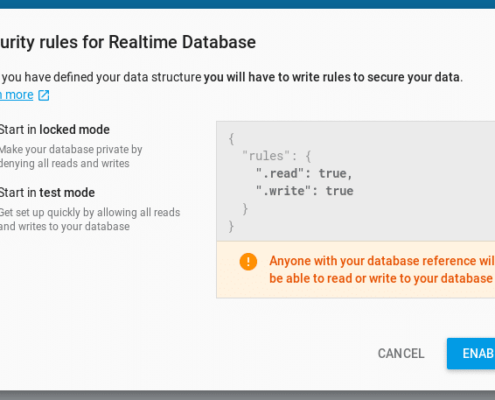 urity rules for Realtime Database
you have defined your data structure you will have to write rules to secure your data.
more
Start in locked mode
Make your database private by
denying all reads and writes
Start in test mode
Get set up quickly by allowing all reads
and writes to your database
{
"rules": {
".read": true,
".write": true
}
}
Anyone with your database reference wil
be able to read or write to your database
CANCEL
ENAB